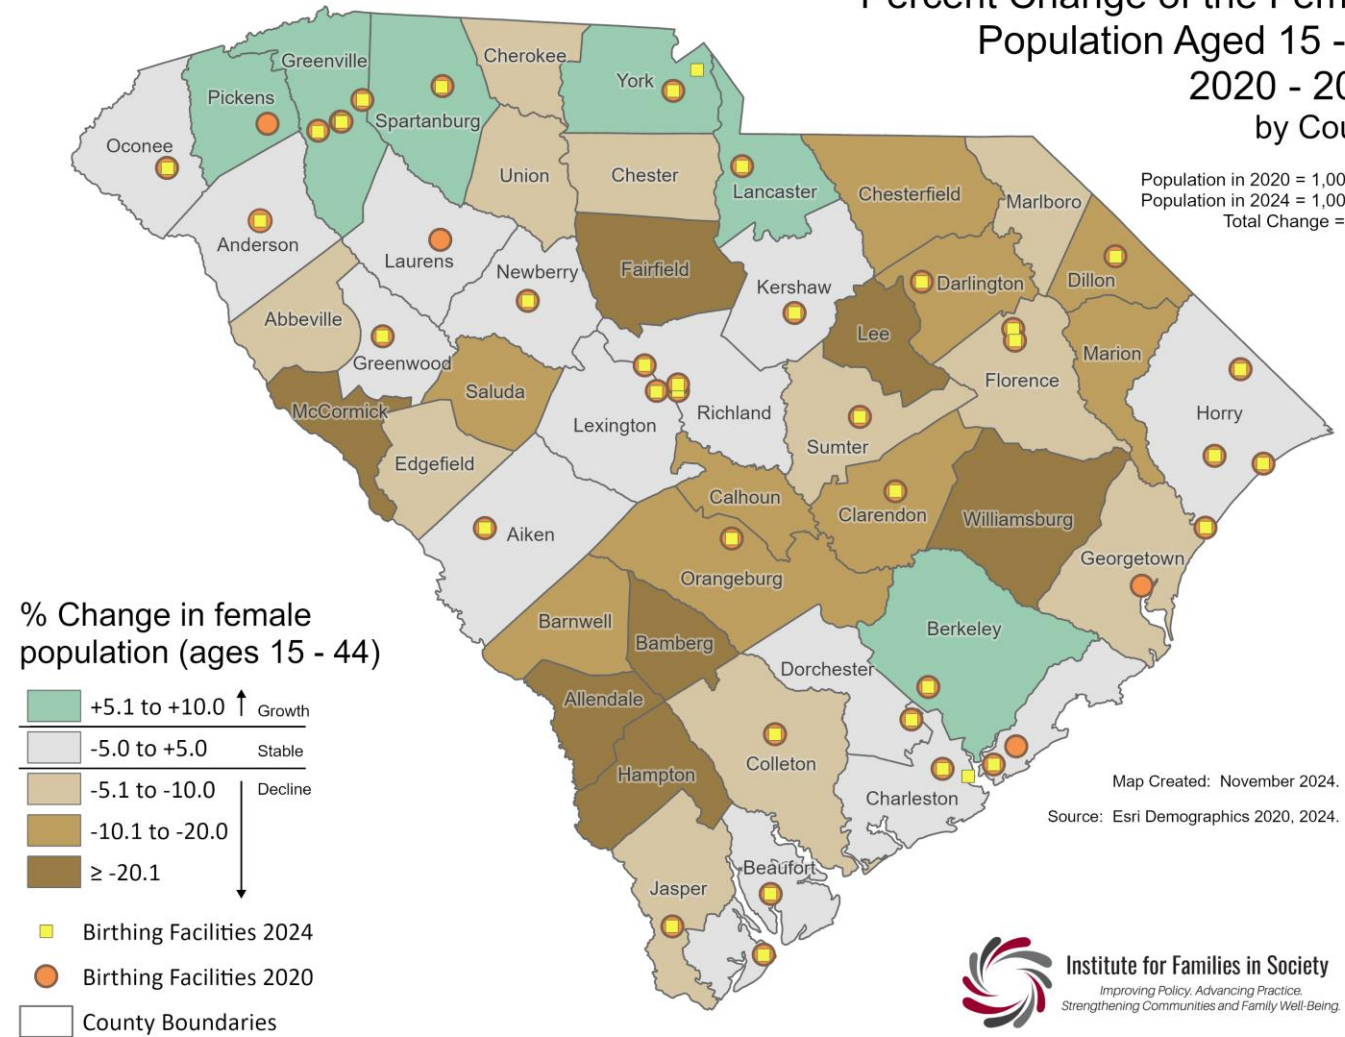 Percent Change of the Fem
Population Aged 15 -
2020 - 20
by Cou
Population in 2020 = 1,00
Population in 2024 = 1,00
Total Change =
Cherokee
Greenville
York
Pickens
Spartanburg
Oconee
Union
Chester
Lancaster
Chesterfield
Marlboro
Anderson
Laurens
Newberry
Fairfield
Kershaw
Darlington
Dillon
Abbeville
Greenwood
Lee
Marion
Florence
Saluda
McCormick
Lexington
Richland
Horry
Sumter
Edgefield
Calhoun
Clarendon
Williamsburg
Aiken
Georgetown
Orangeburg
Barnwell
Bamberg
Berkeley
Dorchester
Allendale
Hampton
Colleton
Charleston
Beaufort
Jasper
% Change in female
population (ages 15 - 44)
+5.1 to +10.0 Growth
-5.0 to +5.0 Stable
-5.1 to -10.0 Decline
-10.1 to -20.0
≥ -20.1
Birthing Facilities 2024
Birthing Facilities 2020
County Boundaries
Map Created: November 2024.
Source: Esri Demographics 2020, 2024.
Institute for Families in Society
Improving Policy. Advancing Practice.
Strengthening Communities and Family Well-Being.